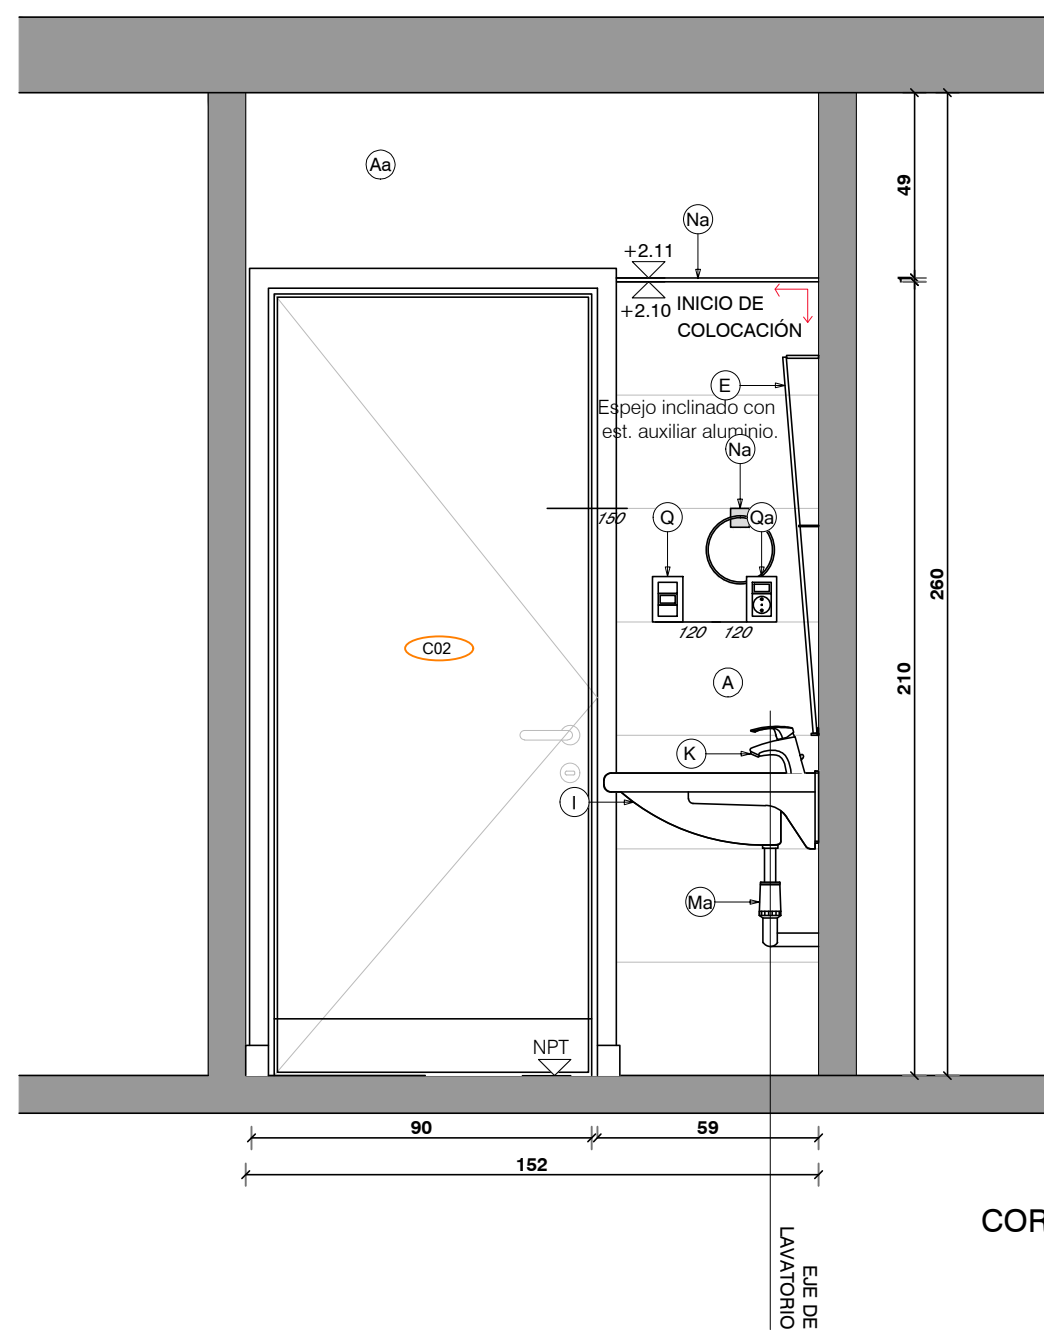 Aa
49
Na
+2.11
1
+2.10
INICIO DE
COLOCACIÓN
E
Espejo inclinado con
est. auxiliar aluminio.
Na
150
Q
Qa
260
120
120
C02
A
210
K
I
Ma
NPT
90
59
152
COR
EJE DE
LAVATORIO